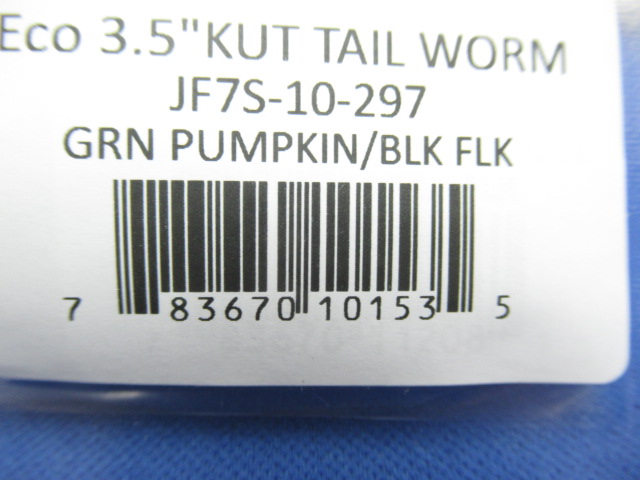 Eco 3.5"KUT TAIL WORM
JF7S-10-297
GRN PUMPKIN/BLK FLK
7 83670 10153 5